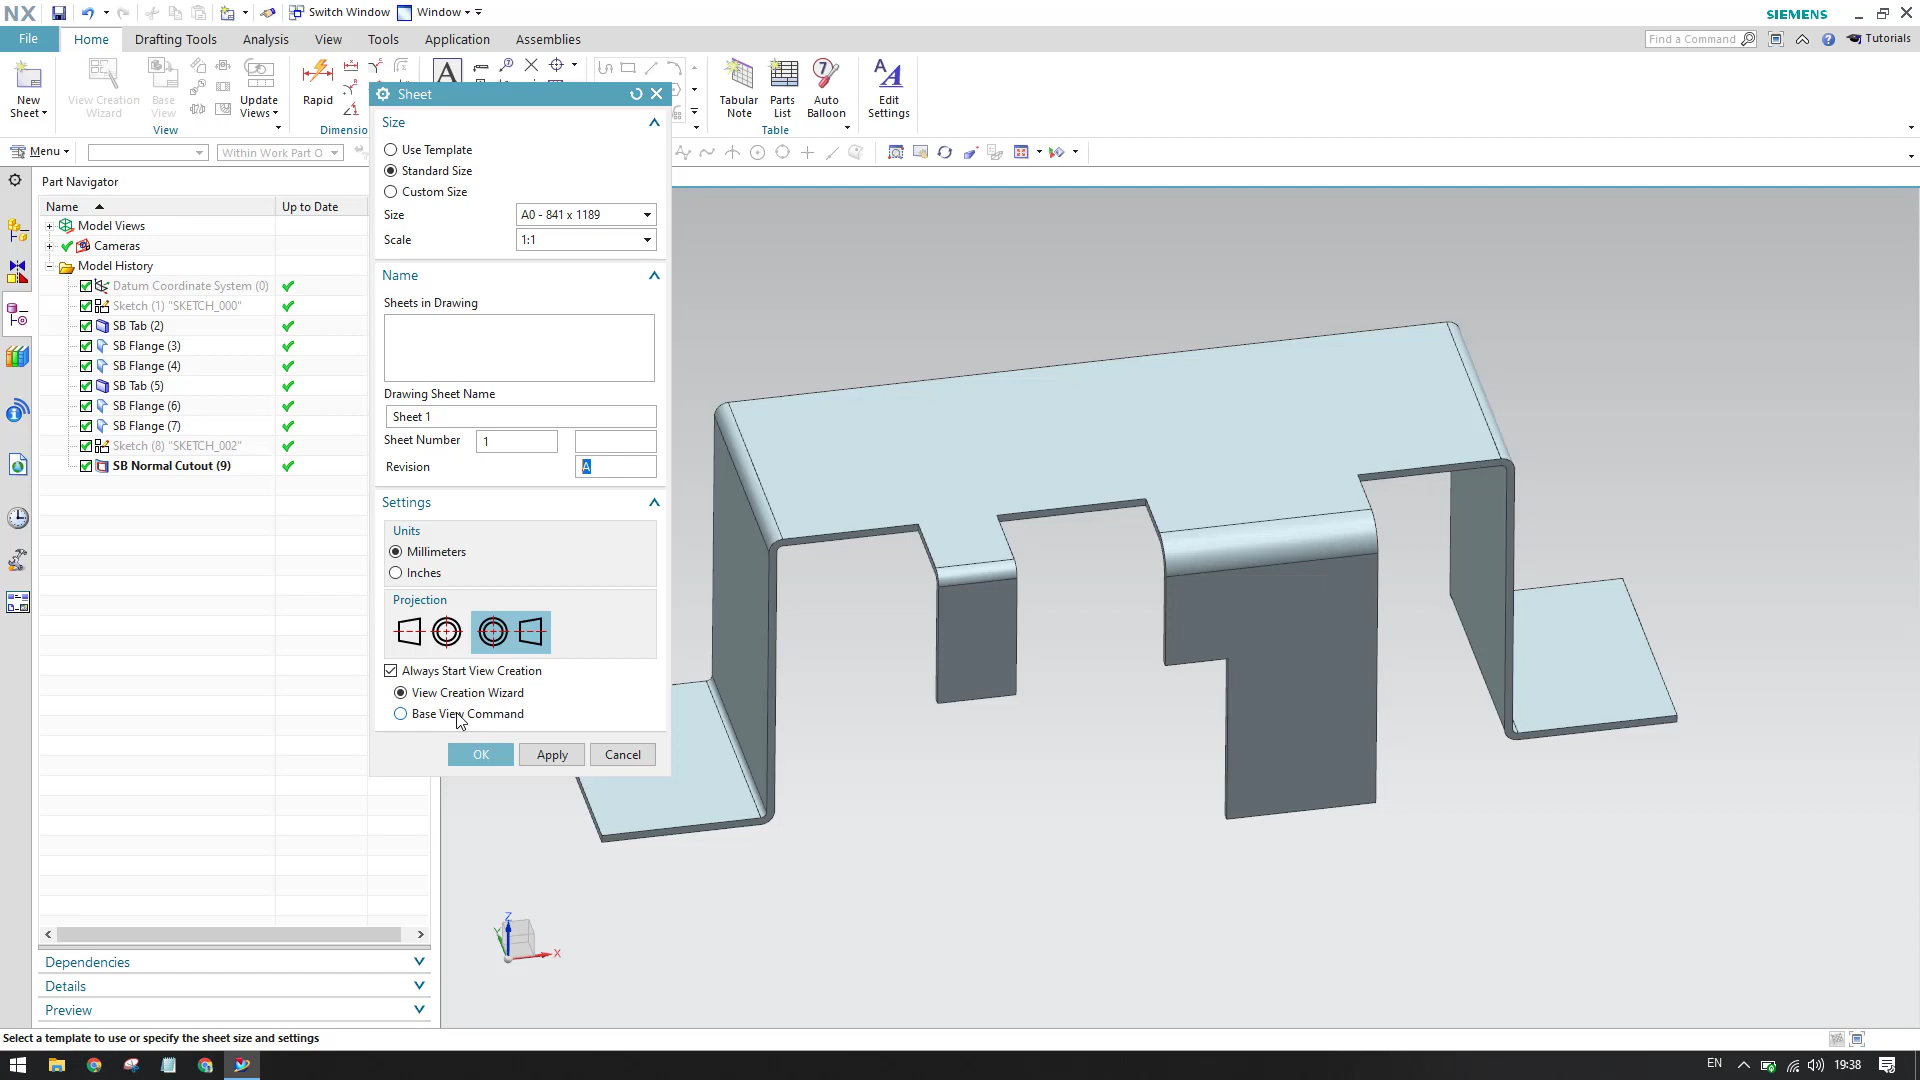 NX
Switch Window
Window
SIEMENS
File
Home
Drafting Tools
Analysis
View
Tools
Application
Assemblies
Find a Command
Tutorials
New
Sheet
View Creation
Wizard
Base
View
Update
Views
View
Rapid
Dimensio
A
Tabular
Note
Parts
List
Auto
Balloon
Table
Edit
Settings
Menu
Within Work Part O
Part Navigator
Name
Up to Date
Model Views
Cameras
Model History
Datum Coordinate System (0)
Sketch (1) "SKETCH_000"
SB Tab (2)
SB Flange (3)
SB Flange (4)
SB Tab (5)
SB Flange (6)
SB Flange (7)
Sketch (8) "SKETCH_002"
SB Normal Cutout (9)
Dependencies
Details
Preview
Sheet
Size
Use Template
Standard Size
Custom Size
Size
A0 - 841 x 1189
Scale
1:1
Name
Sheets in Drawing
Drawing Sheet Name
Sheet 1
Sheet Number
1
Revision
A
Settings
Units
Millimeters
Inches
Projection
Always Start View Creation
View Creation Wizard
Base View Command
OK
Apply
Cancel
Z
Y
X
Select a template to use or specify the sheet size and settings
EN
19:38